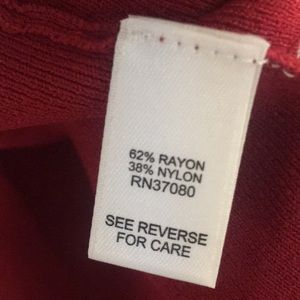 62% RAYON
38% NYLON
RN37080
SEE REVERSE
FOR CARE